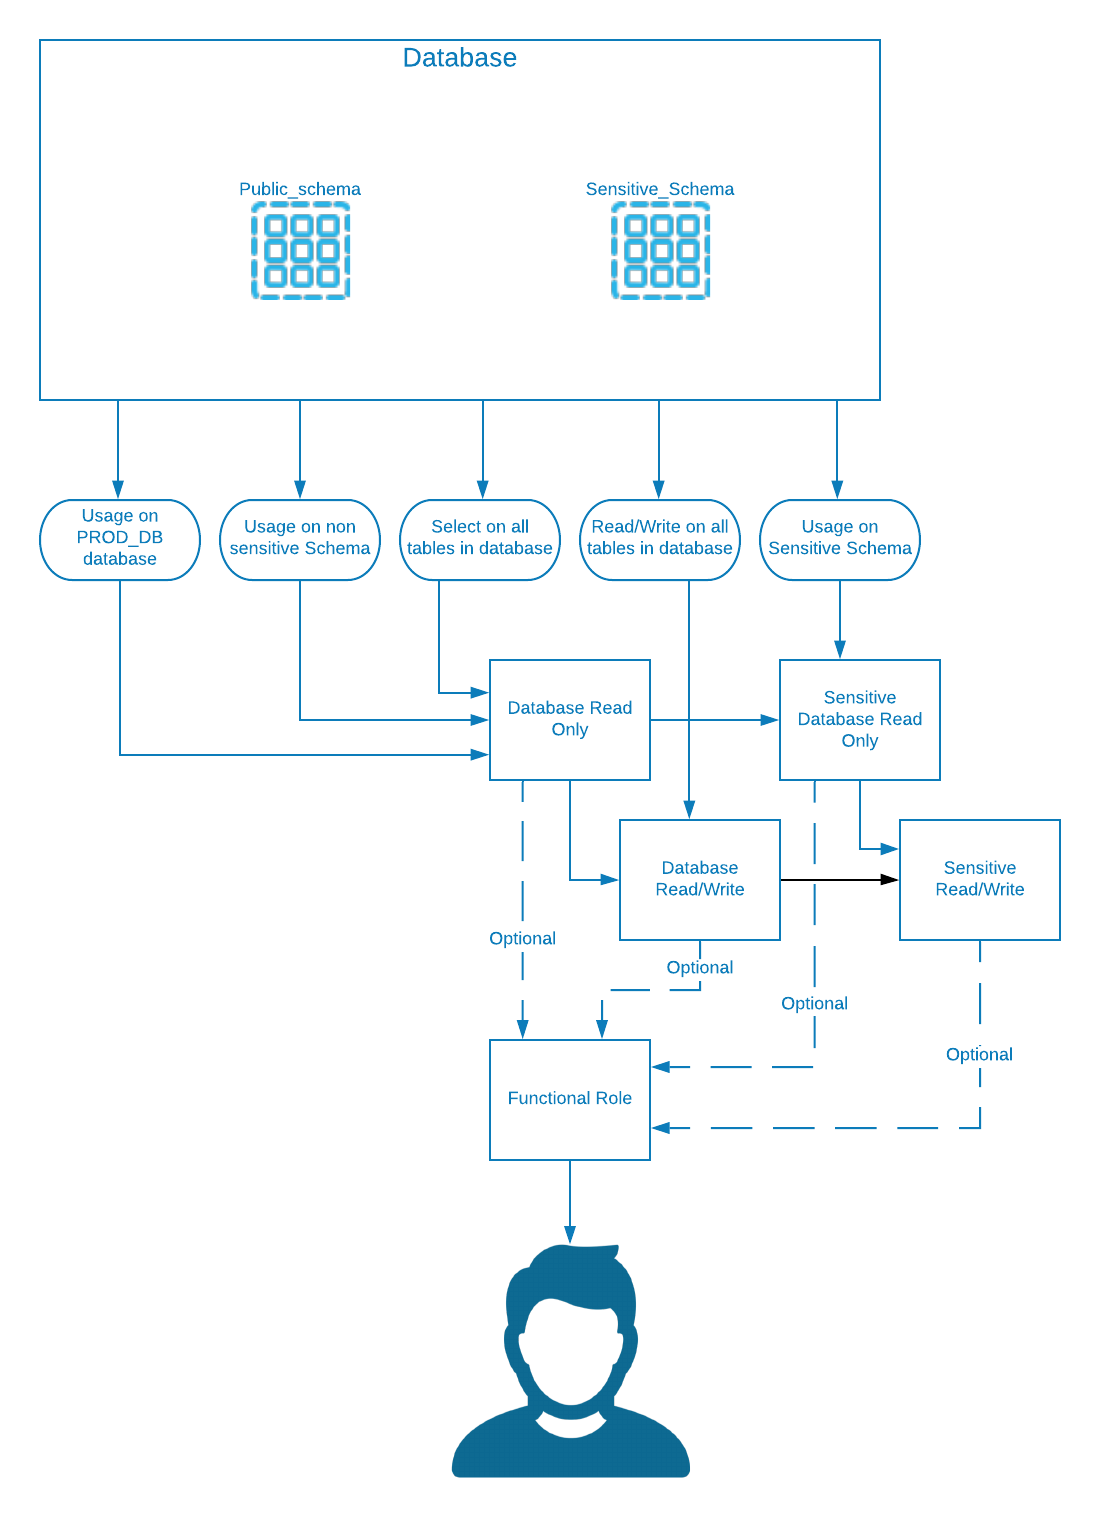 Database
Public_schema
Sensitive_Schema
Usage on
PROD_DB
database
Usage on non
sensitive Schema
Select on all
tables in database
Read/Write on all
tables in database
Usage on
Sensitive Schema
Database Read
Only
Sensitive
Database Read
Only
Database
Read/Write
Sensitive
Read/Write
Optional
Optional
Optional
Optional
Functional Role